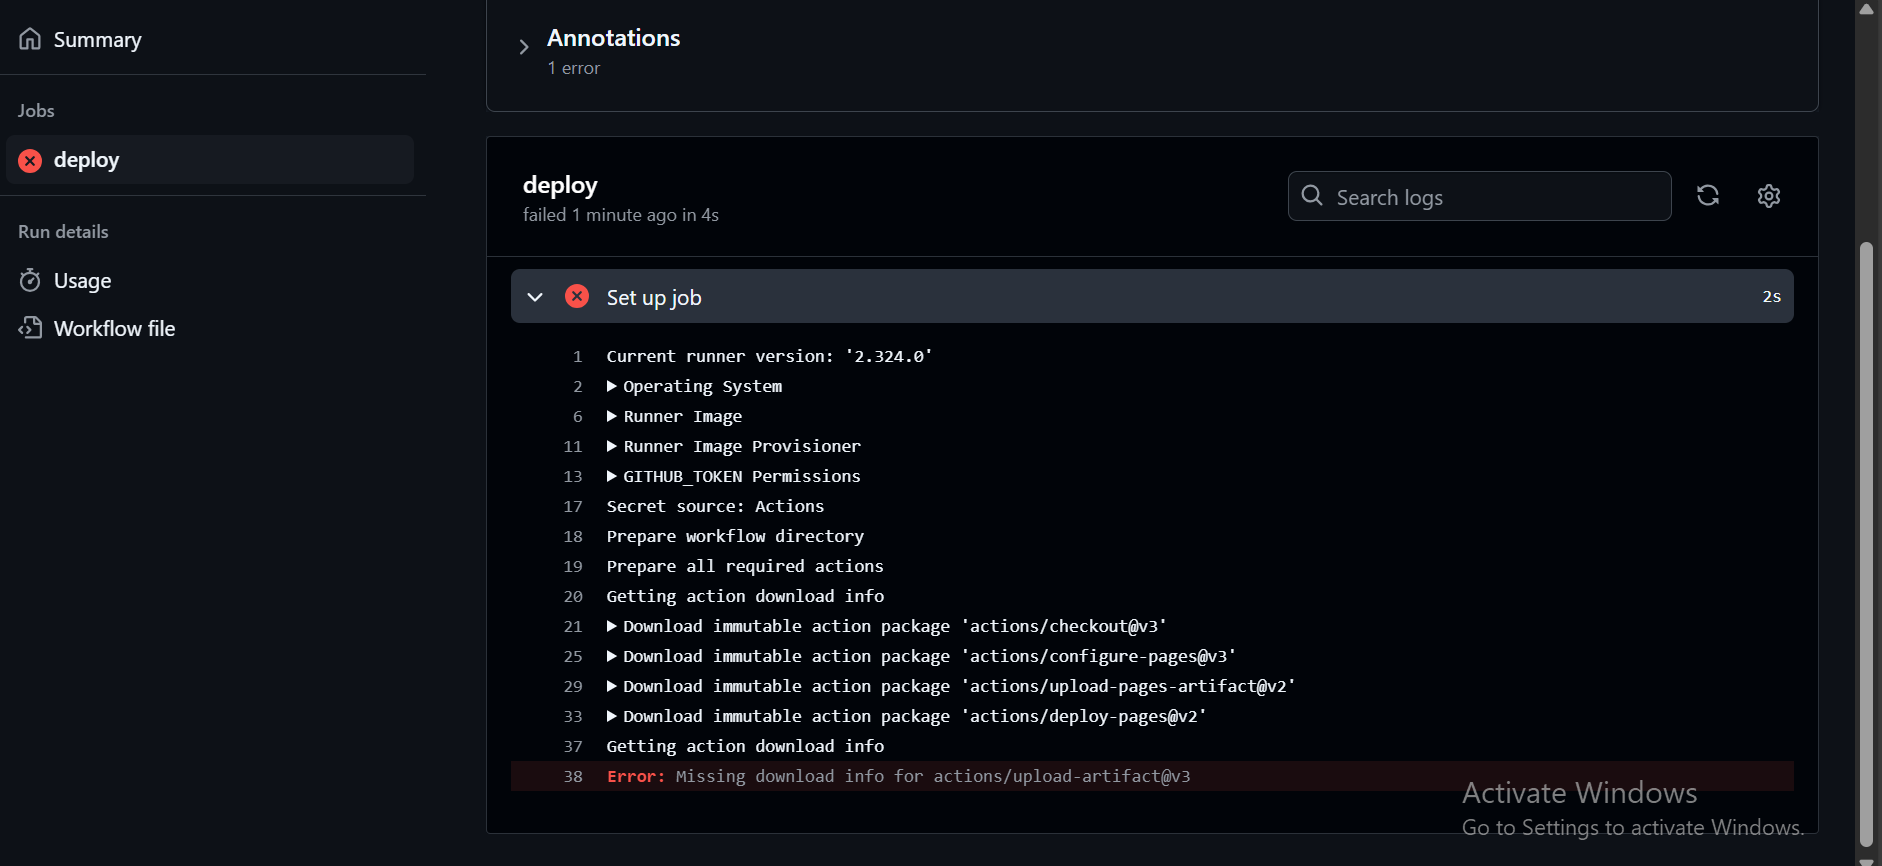 Summary
Jobs
deploy
Run details
Usage
Workflow file
Annotations
1 error
deploy
failed 1 minute ago in 4s
Search logs
Set up job
2s
1 Current runner version: '2.324.0'
2 Operating System
6 Runner Image
11 Runner Image Provisioner
13 GITHUB_TOKEN Permissions
17 Secret source: Actions
18 Prepare workflow directory
19 Prepare all required actions
20 Getting action download info
21 Download immutable action package 'actions/checkout@v3'
25 Download immutable action package 'actions/configure-pages@v3'
29 Download immutable action package 'actions/upload-pages-artifact@v2'
33 Download immutable action package 'actions/deploy-pages@v2'
37 Getting action download info
38 Error: Missing download info for actions/upload-artifact@v3
Activate Windows
Go to Settings to activate Windows.